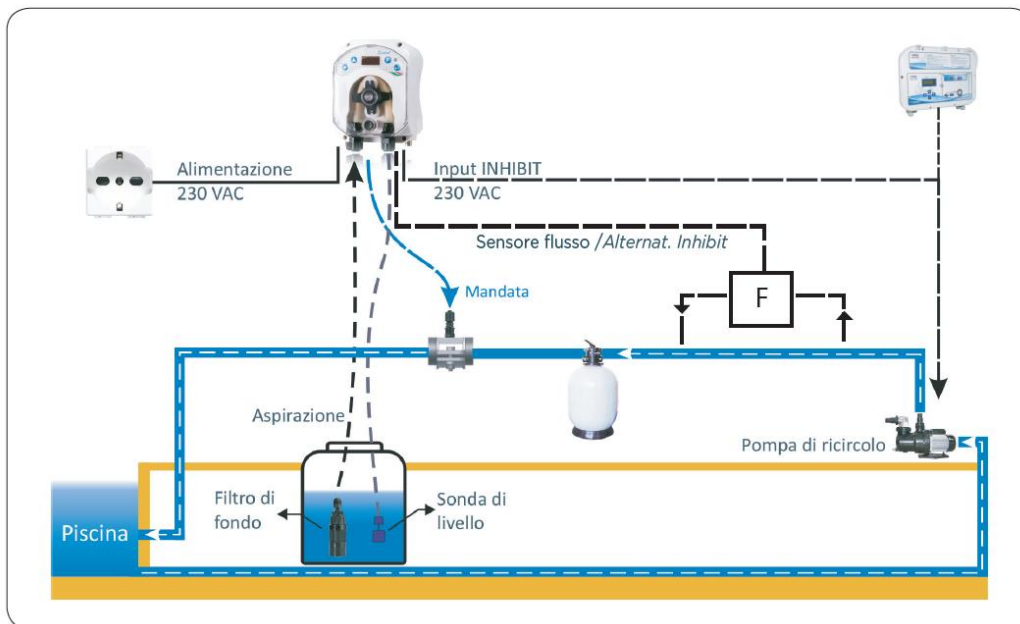 Alimentazione
230 VAC
Input INHIBIT
230 VAC
Sensore flusso /Alternat. Inhibit
F
Mandata
Aspirazione
Pompa di ricircolo
Filtro di
fondo
Sonda di
livello
Piscina